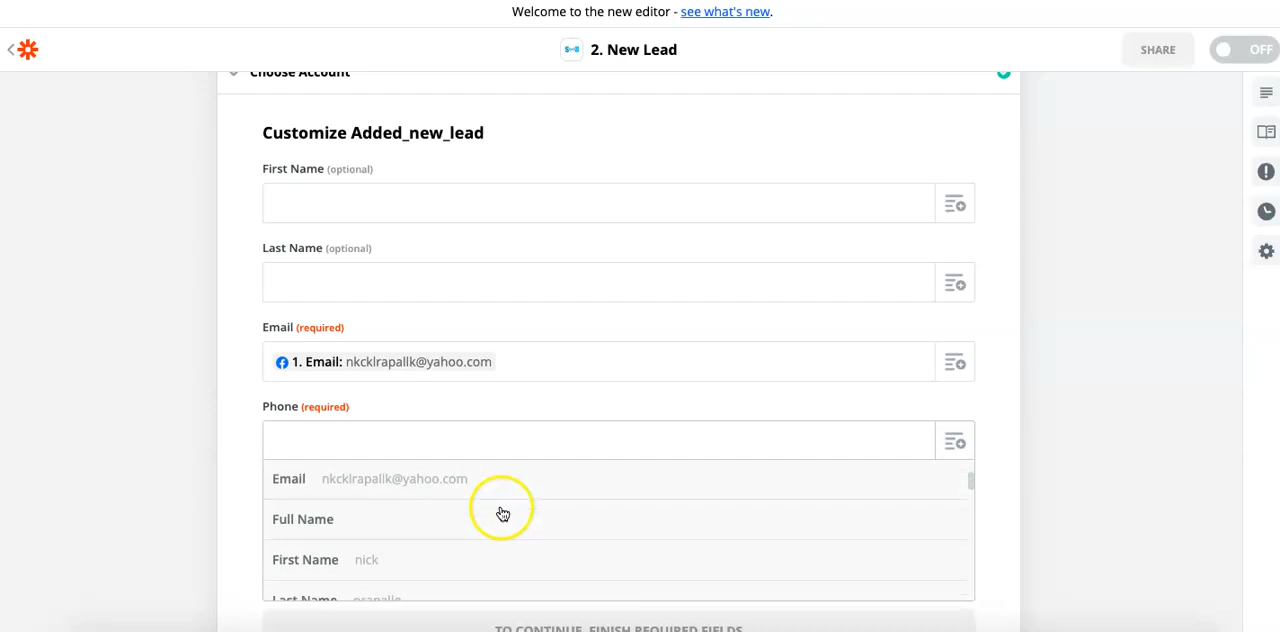 Welcome to the new editor - see what's new.
2. New Lead
SHARE
OFF
Choose Account
Customize Added_new_lead
First Name (optional)
Last Name (optional)
Email (required)
1. Email: nkcklrapallk@yahoo.com
Phone (required)
Email nkcklrapallk@yahoo.com
Full Name
First Name nick
Last Name orapallo
TO CONTINUE, FINISH REQUIRED FIELDS